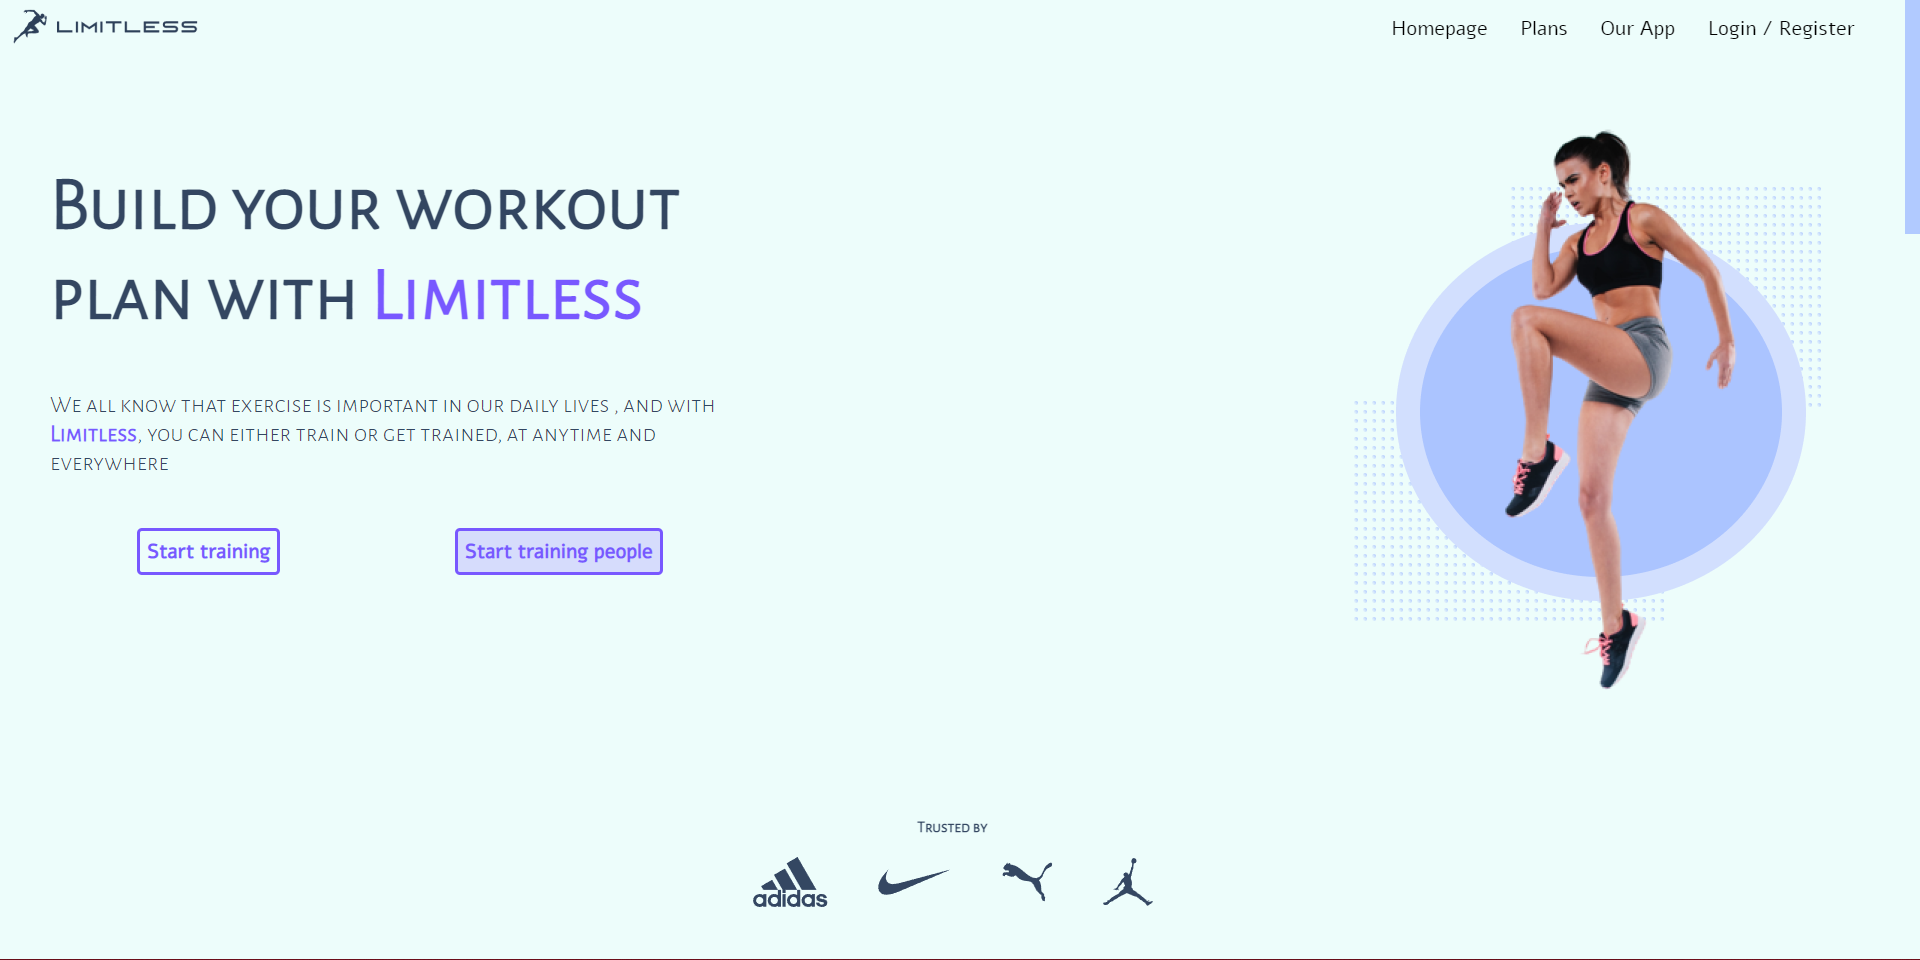 LIMITLESS
Homepage Plans Our App Login / Register
Build your workout
plan with Limitless
We all know that exercise is important in our daily lives , and with
Limitless, you can either train or get trained, at anytime and
everywhere
Start training Start training people
Trusted by
adidas